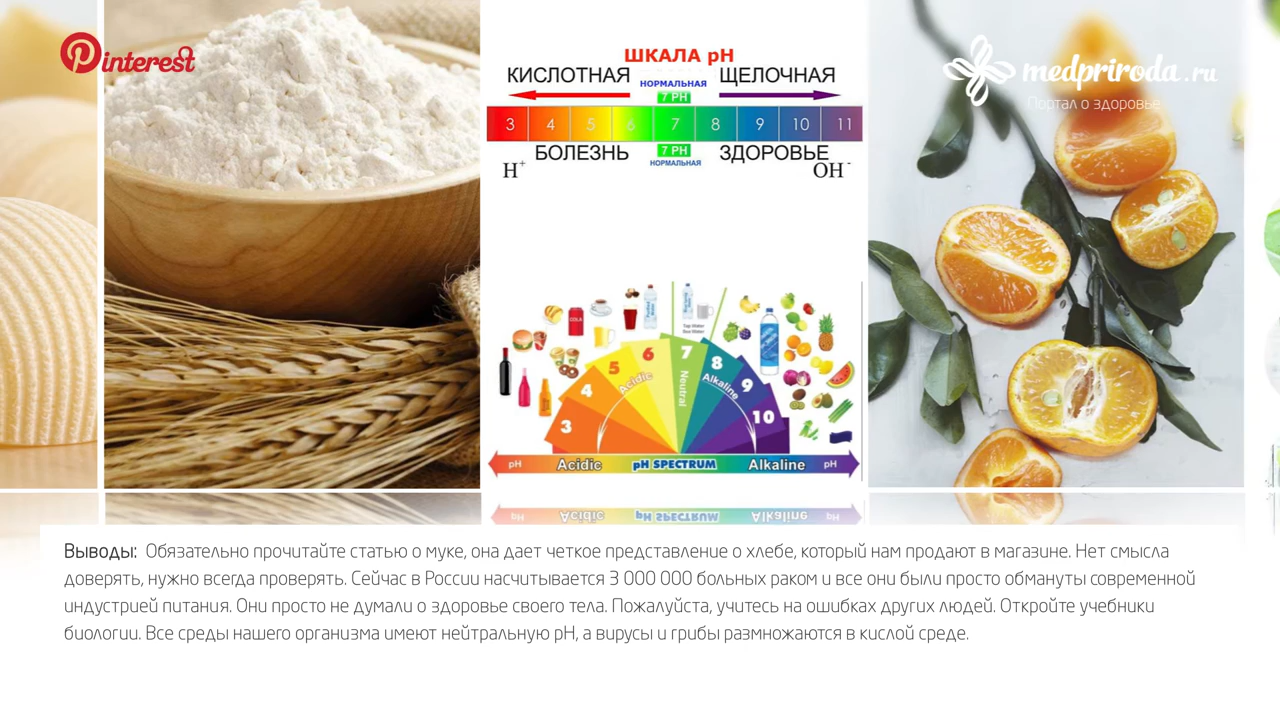 Pinterest
medpriroda.ru
Портал о здоровье
ШКАЛА pH
КИСЛОТНАЯ
НОРМАЛЬНАЯ
7 PH
ЩЕЛОЧНАЯ
3 4 5 6 7 8 9 10 11
БОЛЕЗНЬ
7 PH
НОРМАЛЬНАЯ
ЗДОРОВЬЕ
H+
OH-
COLA
Tap Water
3 4 5 6 7 8 9 10
Acidic
Neutral
Alkaline
pH Acidic pH SPECTRUM Alkaline pH
Выводы: Обязательно прочитайте статью о муке, она дает четкое представление о хлебе, который нам продают в магазине. Нет смысла
доверять, нужно всегда проверять. Сейчас в России насчитывается 3 000 000 больных раком и все они были просто обмануты современной
индустрией питания. Они просто не думали о здоровье своего тела. Пожалуйста, учитесь на ошибках других людей. Откройте учебники
биологии. Все среды нашего организма имеют нейтральную pH, а вирусы и грибы размножаются в кислой среде.